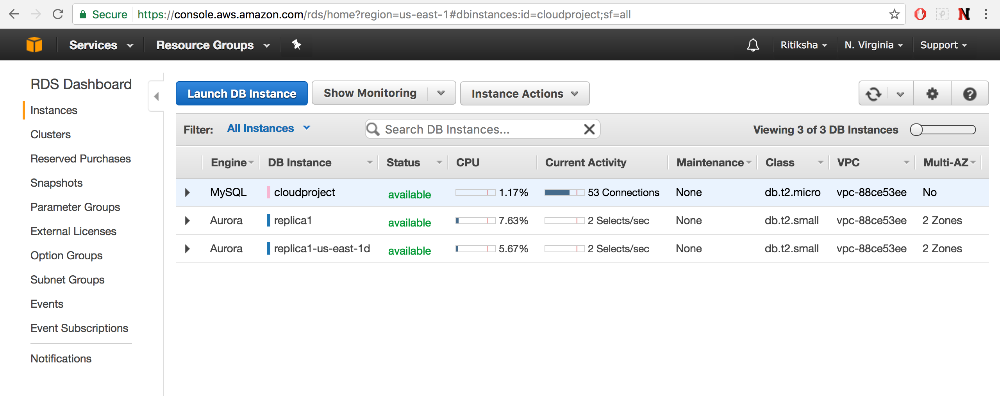 Secure https://console.aws.amazon.com/rds/home?region=us-east-1#dbinstances:id=cloudproject;sf=all
Services Resource Groups Ritiksha N. Virginia Support
RDS Dashboard
Instances
Clusters
Reserved Purchases
Snapshots
Parameter Groups
External Licenses
Option Groups
Subnet Groups
Events
Event Subscriptions
Notifications
Launch DB Instance Show Monitoring Instance Actions
Filter: All Instances Search DB Instances... Viewing 3 of 3 DB Instances
Engine DB Instance Status CPU Current Activity Maintenance Class VPC Multi-AZ
MySQL cloudproject available 1.17% 53 Connections None db.t2.micro vpc-88ce53ee No
Aurora replica1 available 7.63% 2 Selects/sec None db.t2.small vpc-88ce53ee 2 Zones
Aurora replica1-us-east-1d available 5.67% 2 Selects/sec None db.t2.small vpc-88ce53ee 2 Zones